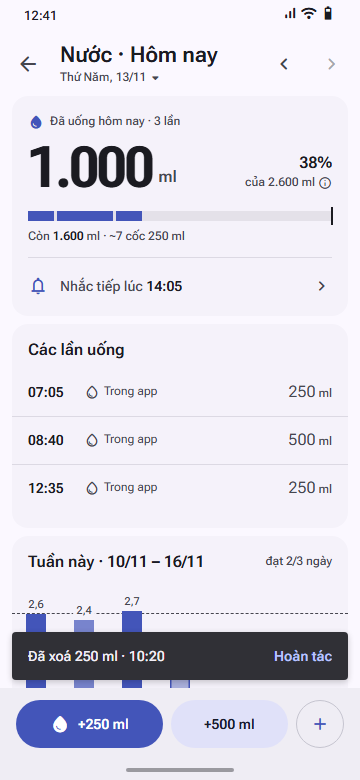 12:41
Nước · Hôm nay
Thứ Năm, 13/11
Đã uống hôm nay · 3 lần
1.000 ml
38%
của 2.600 ml
Còn 1.600 ml · ~7 cốc 250 ml
Nhắc tiếp lúc 14:05
Các lần uống
07:05 Trong app 250 ml
08:40 Trong app 500 ml
12:35 Trong app 250 ml
Tuần này · 10/11 – 16/11 đạt 2/3 ngày
2,6 2,4 2,7
Đã xoá 250 ml · 10:20 Hoàn tác
+250 ml +500 ml